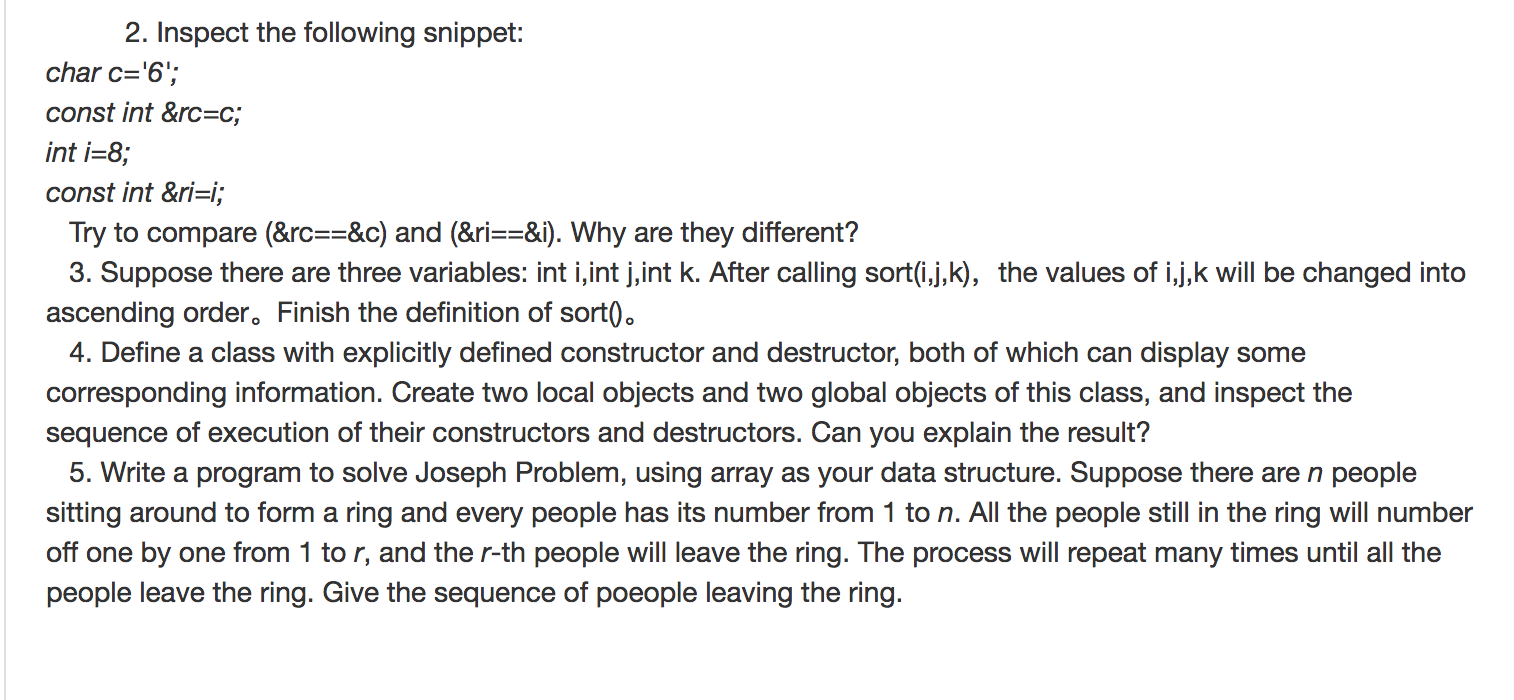 2. Inspect the following snippet:
char c='6';
const int &rc=c;
int i=8;
const int &ri=i;
Try to compare (&rc==&c) and (&ri==&i). Why are they different?
3. Suppose there are three variables: int i,int j,int k. After calling sort(i,j,k)， the values of i,j,k will be changed into
ascending order。Finish the definition of sort()。
4. Define a class with explicitly defined constructor and destructor, both of which can display some
corresponding information. Create two local objects and two global objects of this class, and inspect the
sequence of execution of their constructors and destructors. Can you explain the result?
5. Write a program to solve Joseph Problem, using array as your data structure. Suppose there are n people
sitting around to form a ring and every people has its number from 1 to n. All the people still in the ring will number
off one by one from 1 to r, and the r-th people will leave the ring. The process will repeat many times until all the
people leave the ring. Give the sequence of poeople leaving the ring.